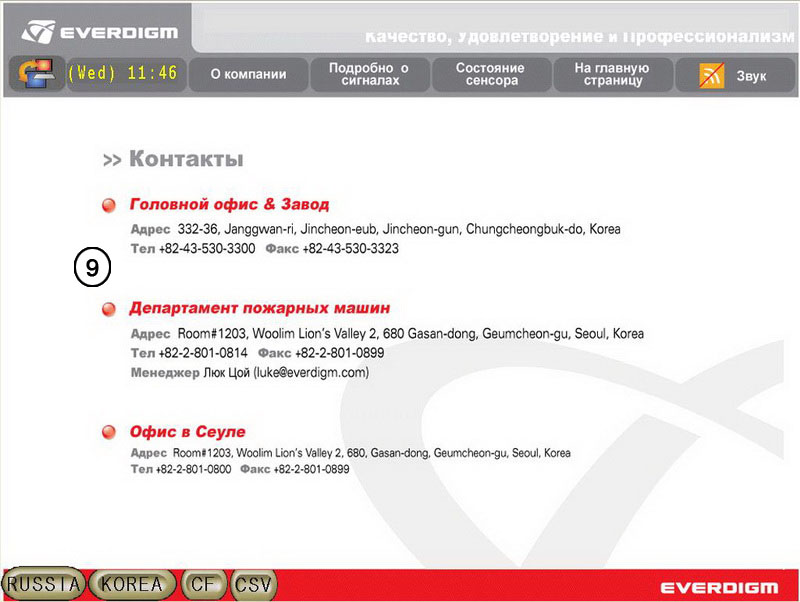 EVERDIGM
Качество, Удовлетворение и Профессионализм
(Wed) 11:46
О компании
Подробно о
сигналах
Состояние
сенсора
На главную
страницу
Звук
>> Контакты
Головной офис & Завод
Адрес 332-36, Janggwan-ri, Jincheon-eub, Jincheon-gun, Chungcheongbuk-do, Korea
Тел +82-43-530-3300 Факс +82-43-530-3323
9
Департамент пожарных машин
Адрес Room#1203, Woolim Lion's Valley 2, 680 Gasan-dong, Geumcheon-gu, Seoul, Korea
Тел +82-2-801-0814 Факс +82-2-801-0899
Менеджер Люк Цой (luke@everdigm.com)
Офис в Сеуле
Адрес Room#1203, Woolim Lion's Valley 2, 680, Gasan-dong, Geumcheon-gu, Seoul, Korea
Тел +82-2-801-0800 Факс +82-2-801-0899
RUSSIA
KOREA
CF
CSV
EVERDIGM